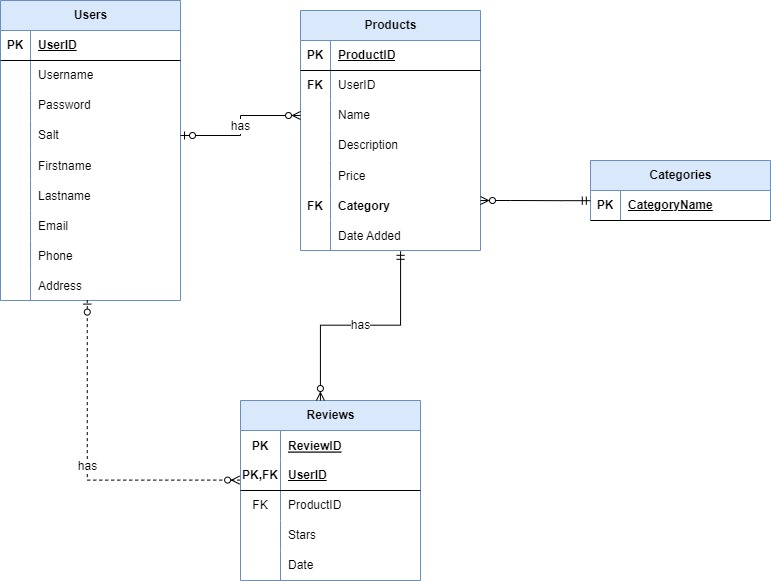 Users
PK UserID
Username
Password
Salt
Firstname
Lastname
Email
Phone
Address
has
Products
PK ProductID
FK UserID
Name
Description
Price
FK Category
Date Added
Categories
PK CategoryName
has
has
Reviews
PK ReviewID
PK,FK UserID
FK ProductID
Stars
Date